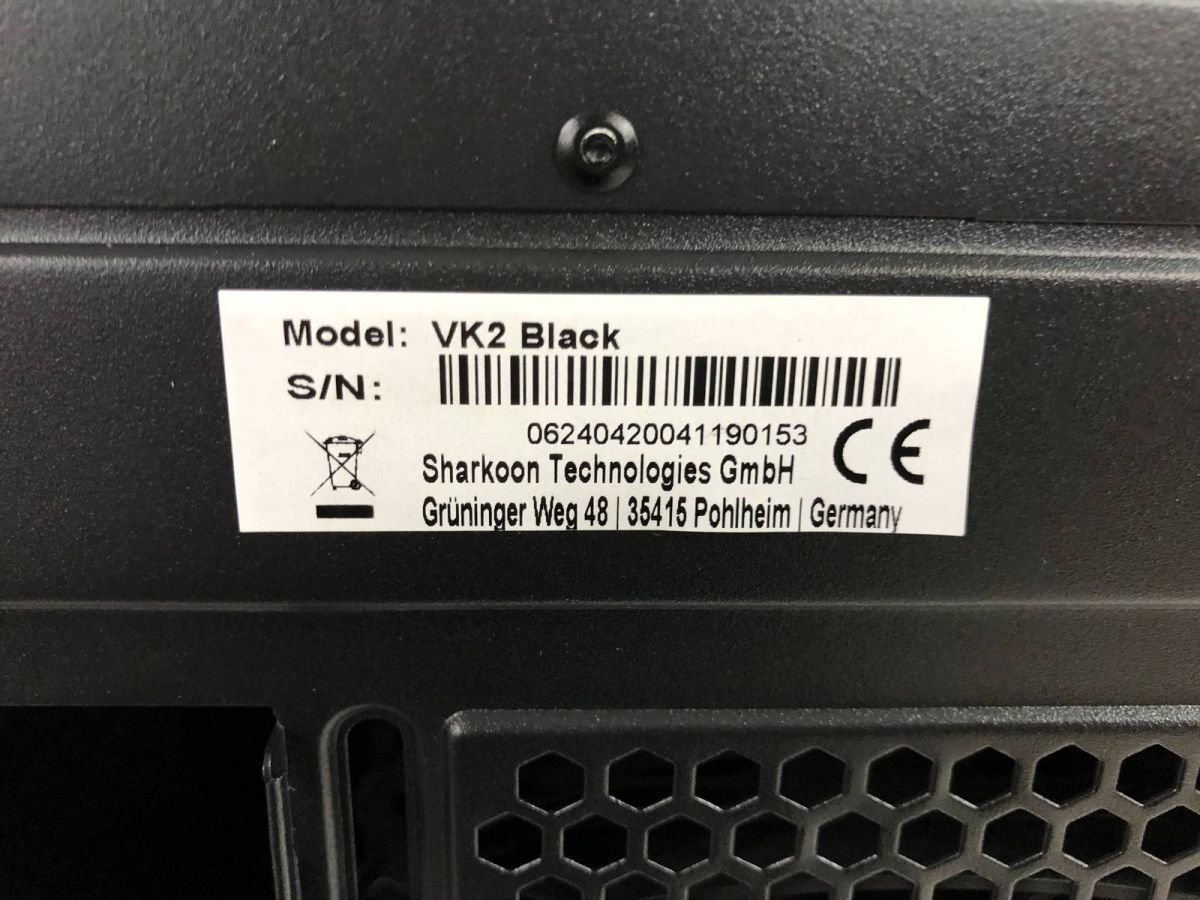 Model: VK2 Black
S/N:
06240420041190153
CE
Sharkoon Technologies GmbH
Grüninger Weg 48 | 35415 Pohlheim | Germany